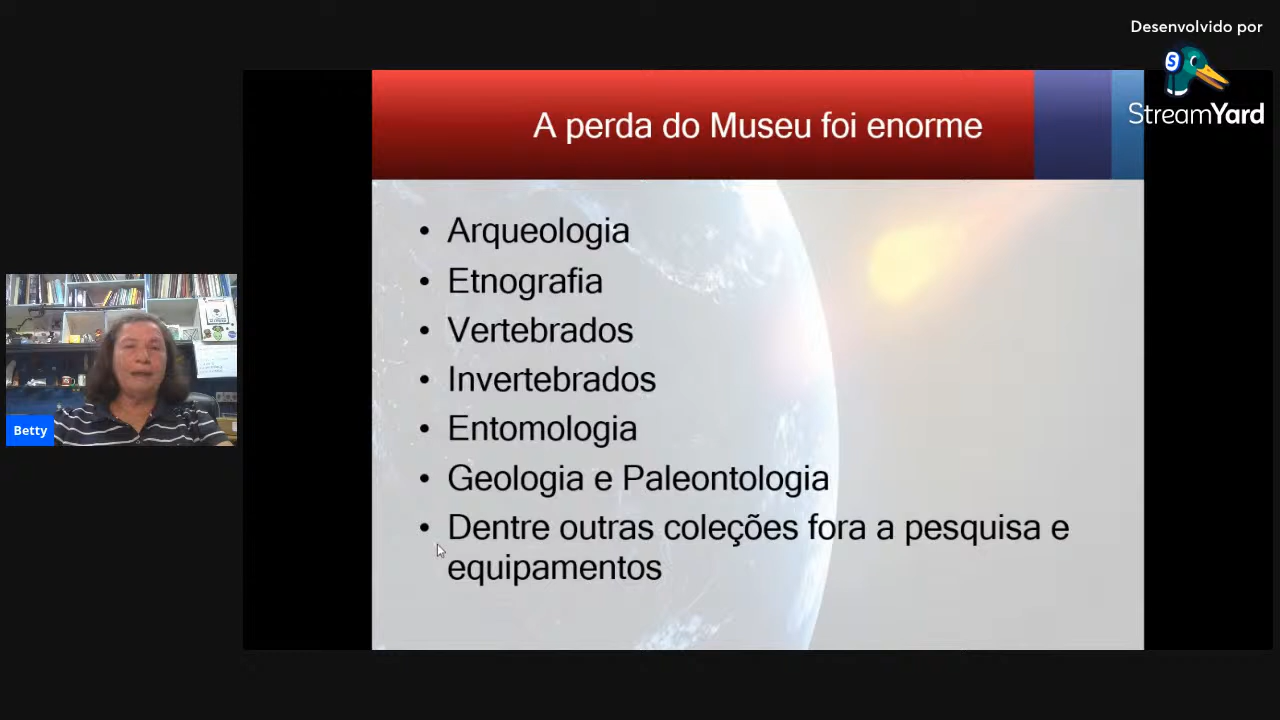 Desenvolvido por
StreamYard
A perda do Museu foi enorme
• Arqueologia
• Etnografia
• Vertebrados
• Invertebrados
• Entomologia
• Geologia e Paleontologia
• Dentre outras coleções fora a pesquisa e
equipamentos
Betty